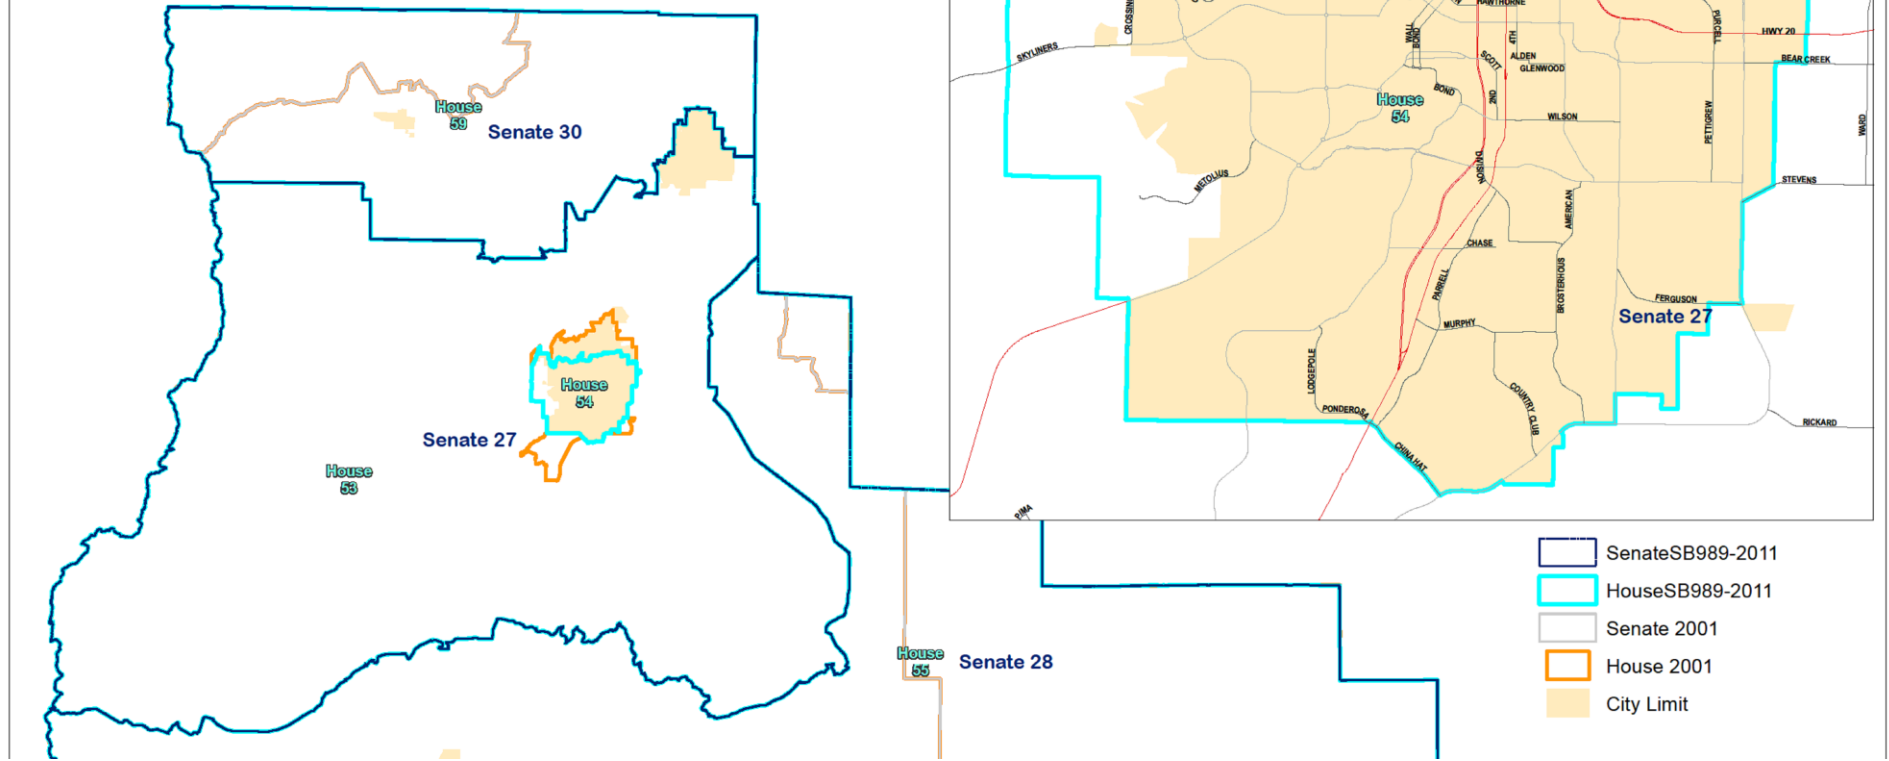 House
59
Senate 30
House
54
Senate 27
House
53
House
55
Senate 28
CROSSING
SKYLINERS
METOLIUS
WALL
BOND
HAWTHORNE
4TH
SCOTT
ALDEN
GLENWOOD
BOND
2ND
House
54
WILSON
DIVISION
PURCELL
HWY 20
BEAR CREEK
PETTIGREW
WARD
STEVENS
AMERICAN
CHASE
PARRELL
BROSTERHOUS
FERGUSON
Senate 27
MURPHY
LODGEPOLE
PONDEROSA
COUNTRY CLUB
CHINA HAT
RICKARD
PIMA
SenateSB989-2011
HouseSB989-2011
Senate 2001
House 2001
City Limit